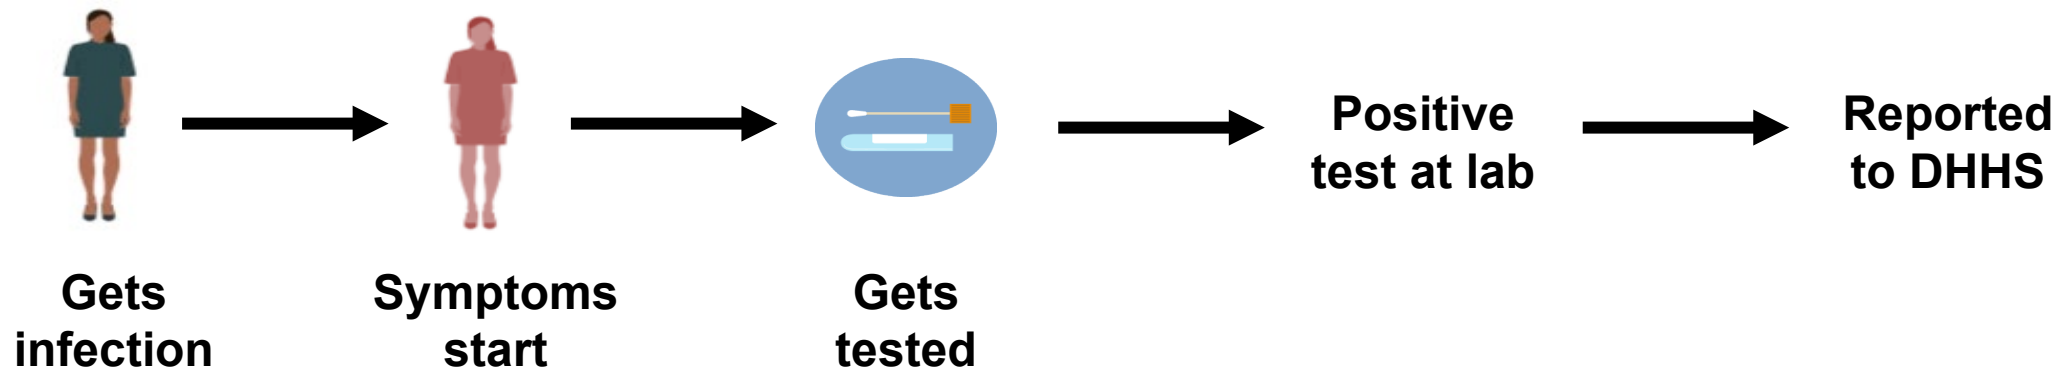 Gets
infection
Symptoms
start
Gets
tested
Positive
test at lab
Reported
to DHHS